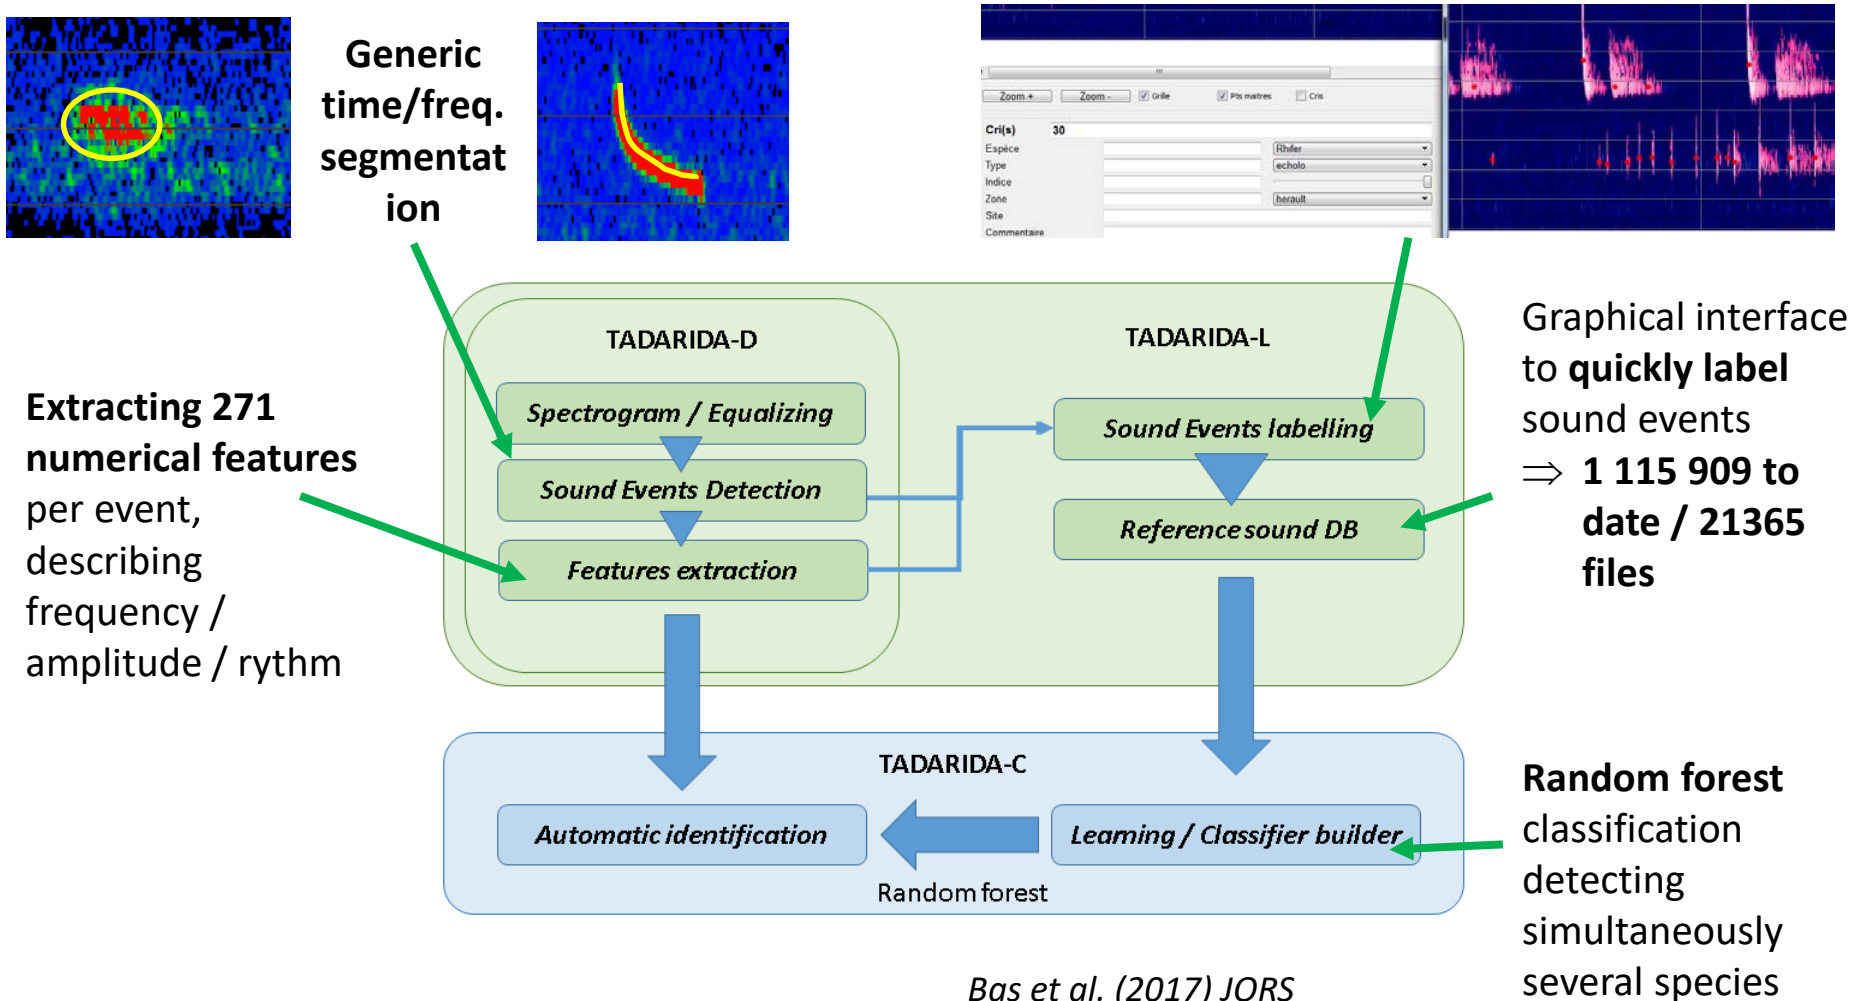 Generic
time/freq.
segmentat
ion
Zoom +
Zoom -
Grille
Pts maitres
Cris
Cri(s) 30
Espèce Rhifer
Type echolo
Indice
Zone herault
Site
Commentaire
TADARIDA-D
Spectrogram / Equalizing
Sound Events Detection
Features extraction
TADARIDA-L
Sound Events labelling
Reference sound DB
Extracting 271
numerical features
per event,
describing
frequency /
amplitude / rythm
Graphical interface
to quickly label
sound events
⇒ 1 115 909 to
date / 21365
files
TADARIDA-C
Automatic identification
Learning / Classifier builder
Random forest
Random forest
classification
detecting
simultaneously
several species
Bas et al. (2017) JORS